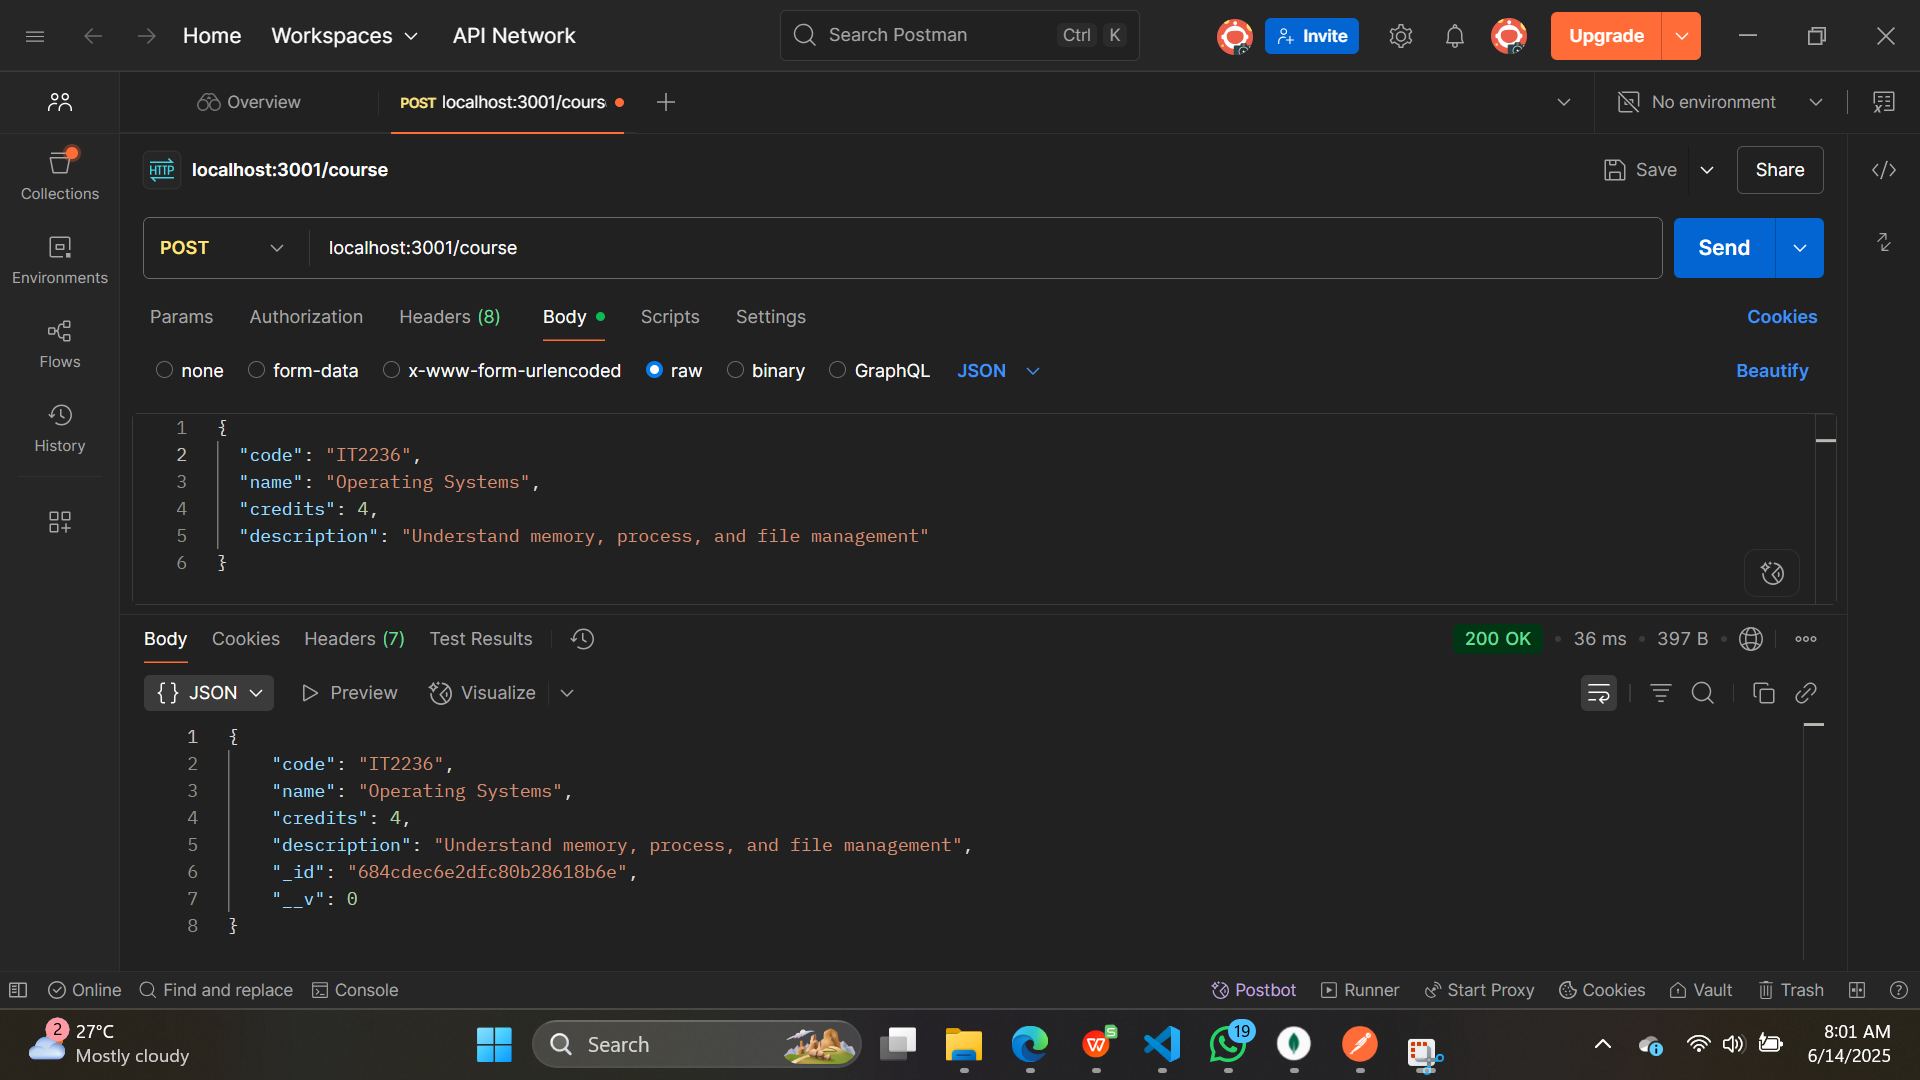 Home
Workspaces
API Network
Search Postman
Ctrl
K
Invite
Upgrade
Overview
POST localhost:3001/cours
No environment
HTTP
localhost:3001/course
Save
Share
Collections
Environments
Flows
History
POST
localhost:3001/course
Send
Params
Authorization
Headers (8)
Body
Scripts
Settings
Cookies
none
form-data
x-www-form-urlencoded
raw
binary
GraphQL
JSON
Beautify
1 {
2 "code": "IT2236",
3 "name": "Operating Systems",
4 "credits": 4,
5 "description": "Understand memory, process, and file management"
6 }
Body
Cookies
Headers (7)
Test Results
200 OK
36 ms
397 B
{} JSON
Preview
Visualize
1 {
2 "code": "IT2236",
3 "name": "Operating Systems",
4 "credits": 4,
5 "description": "Understand memory, process, and file management",
6 "_id": "684cdec6e2dfc80b28618b6e",
7 "__v": 0
8 }
Online
Find and replace
Console
Postbot
Runner
Start Proxy
Cookies
Vault
Trash
2
27°C
Mostly cloudy
Search
W
S
19
8:01 AM
6/14/2025